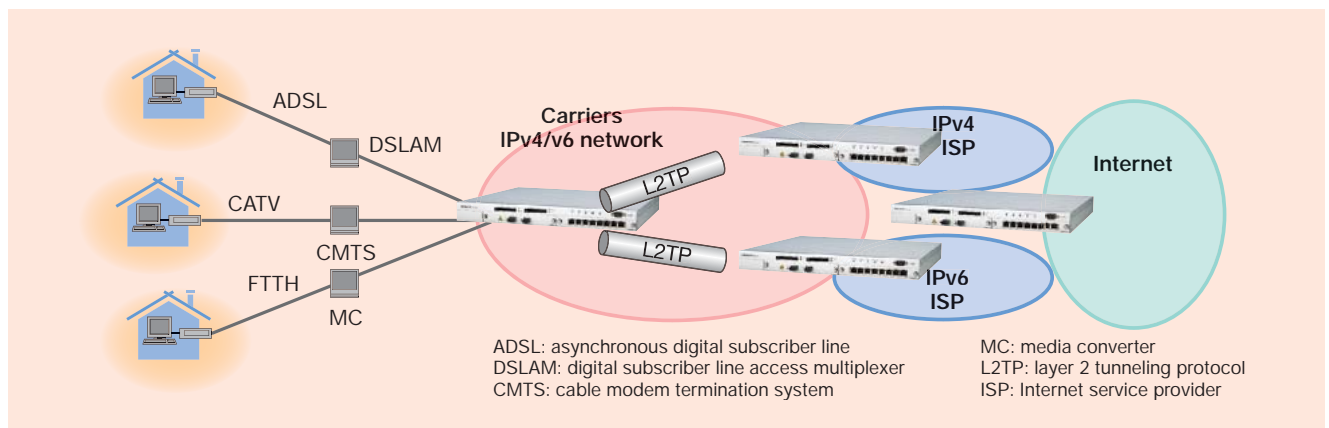 ADSL
DSLAM
CATV
CMTS
FTTH
MC
Carriers
IPv4/v6 network
L2TP
L2TP
IPv4
ISP
IPv6
ISP
Internet
ADSL: asynchronous digital subscriber line
DSLAM: digital subscriber line access multiplexer
CMTS: cable modem termination system
MC: media converter
L2TP: layer 2 tunneling protocol
ISP: Internet service provider